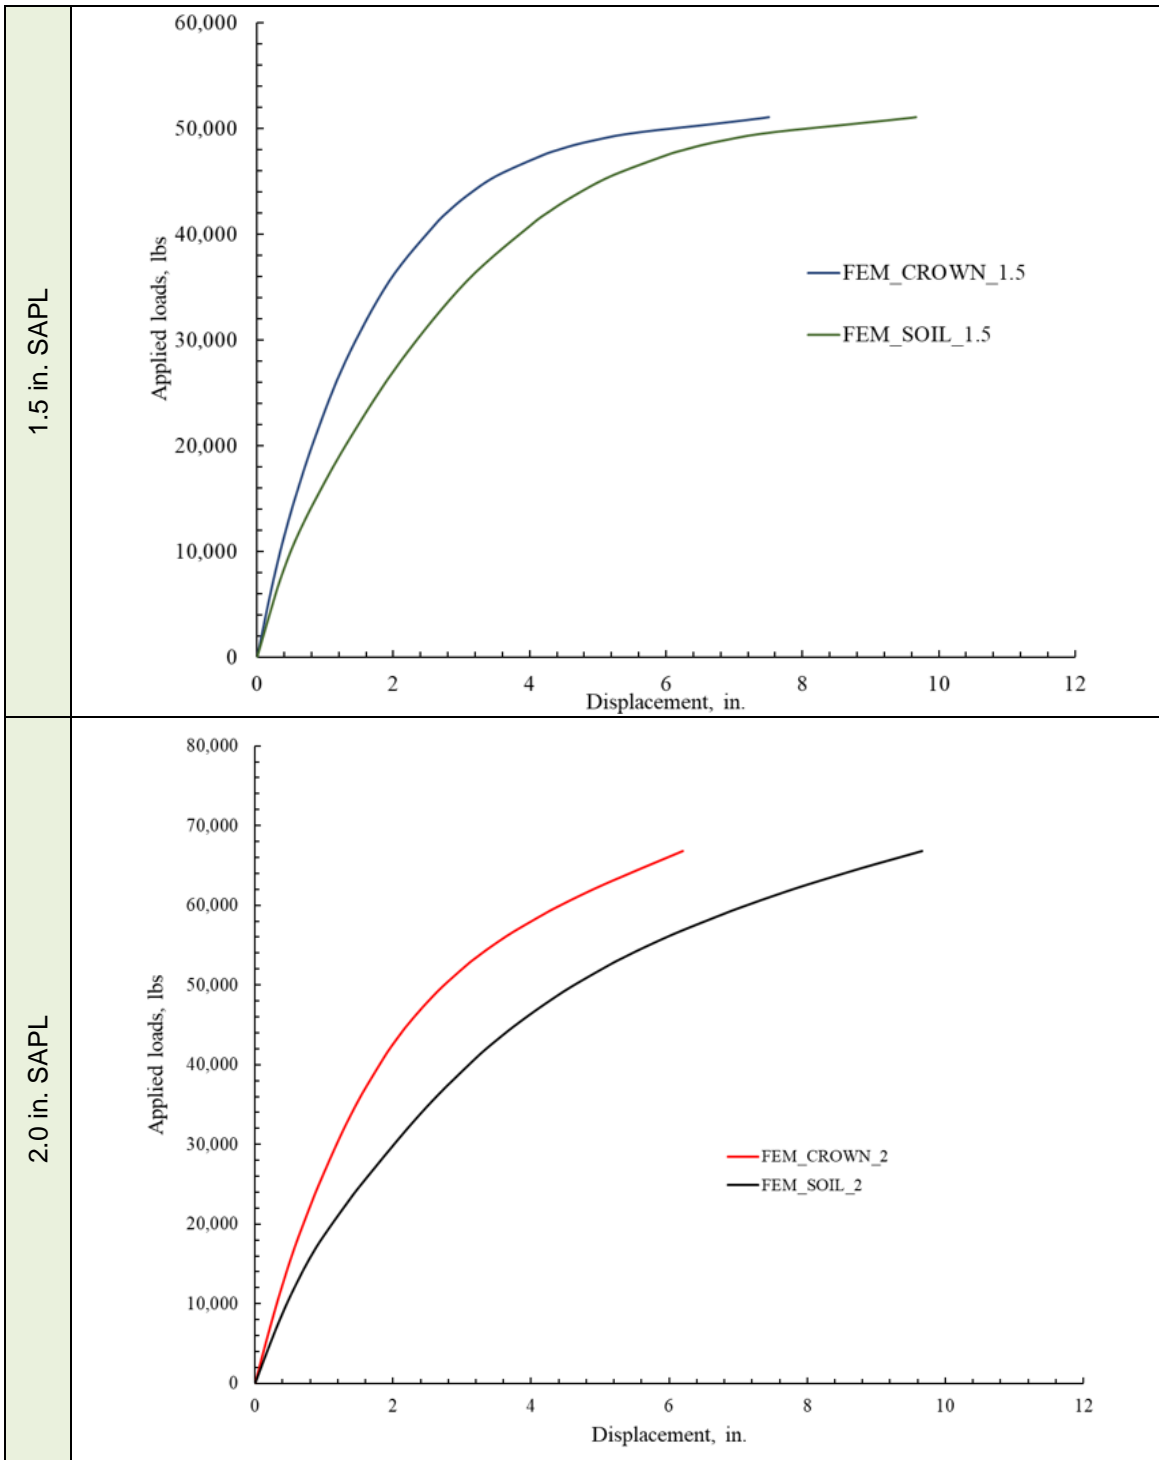 1.5 in. SAPL
60,000
50,000
40,000
30,000
20,000
10,000
0
Applied loads, lbs
FEM_CROWN_1.5
FEM_SOIL_1.5
0 2 4 6 8 10 12
Displacement, in.
2.0 in. SAPL
80,000
70,000
60,000
50,000
40,000
30,000
20,000
10,000
0
Applied loads, lbs
FEM_CROWN_2
FEM_SOIL_2
0 2 4 6 8 10 12
Displacement, in.